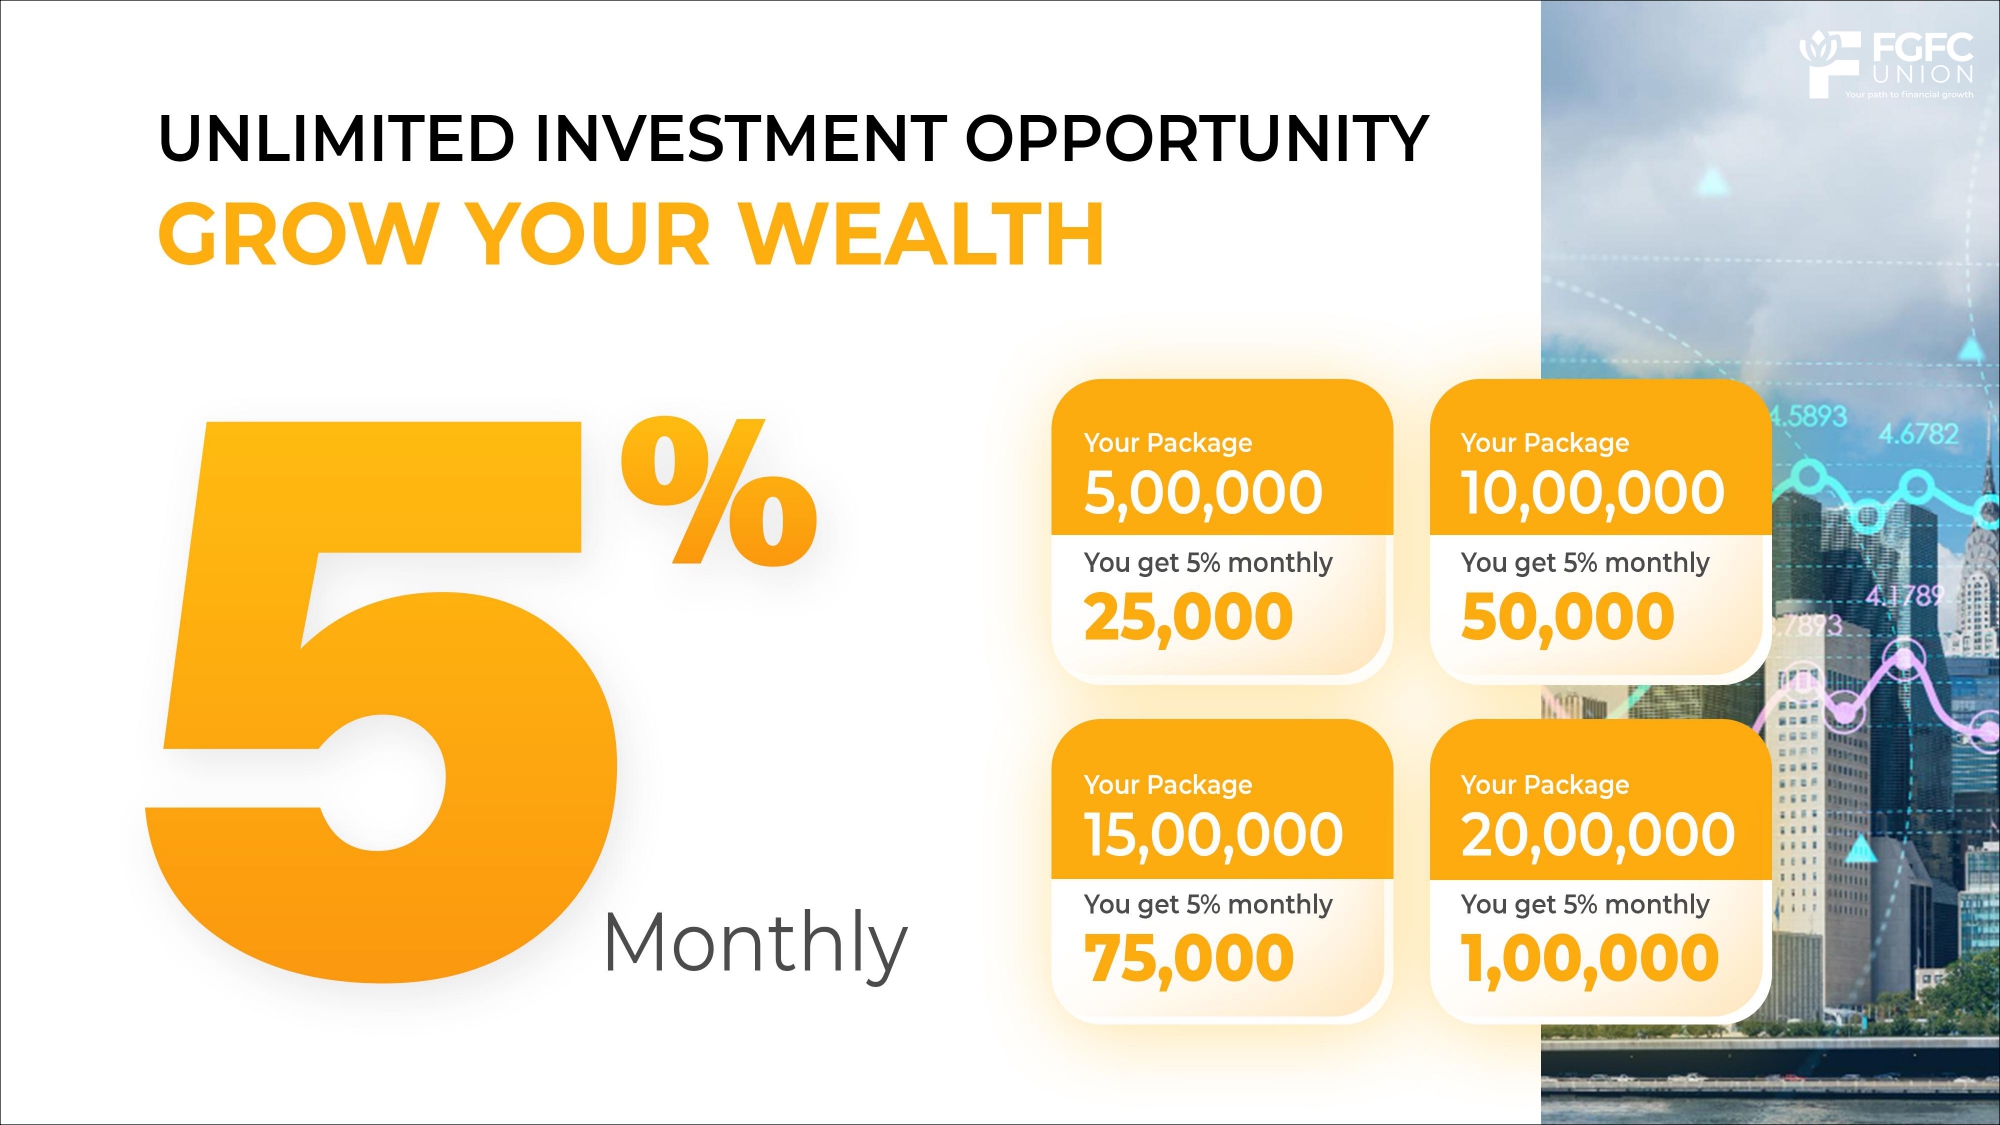 FGFC
UNION
Your path to financial growth
UNLIMITED INVESTMENT OPPORTUNITY
GROW YOUR WEALTH
5%
Monthly
Your Package
5,00,000
You get 5% monthly
25,000
Your Package
10,00,000
You get 5% monthly
50,000
Your Package
15,00,000
You get 5% monthly
75,000
Your Package
20,00,000
You get 5% monthly
1,00,000
4.5893
4.6782
4.1789
.7893